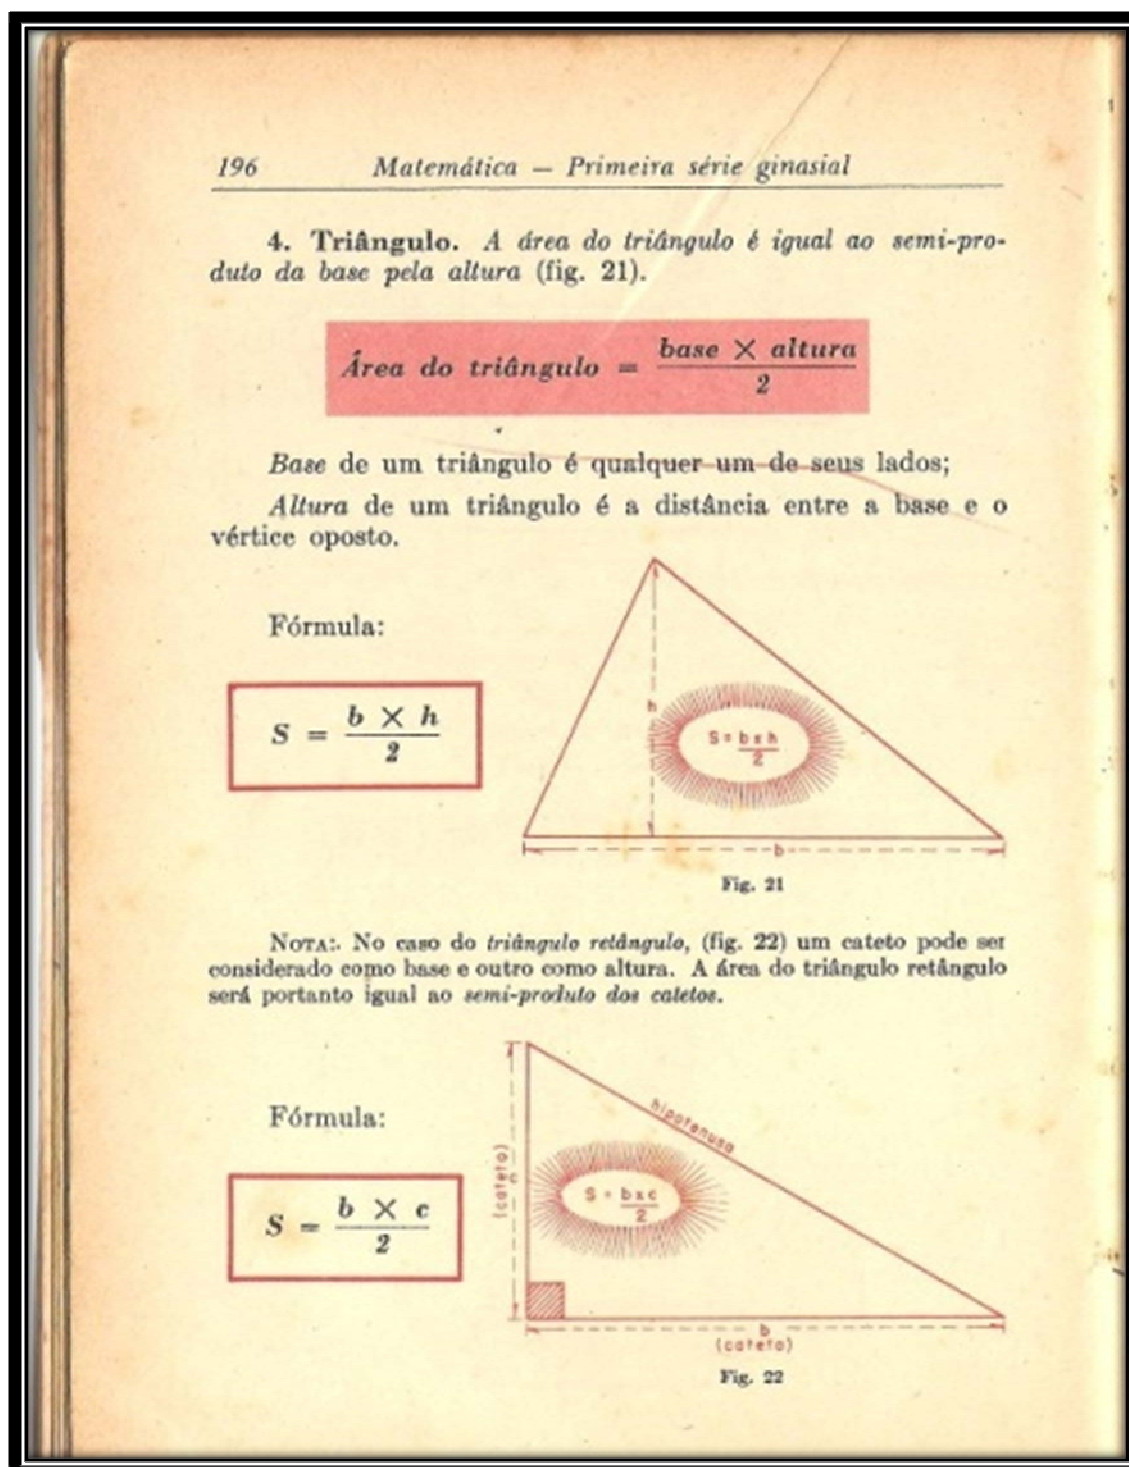 196 Matemática — Primeira série ginasial
4. Triângulo. A área do triângulo é igual ao semi-pro-
duto da base pela altura (fig. 21).
Área do triângulo = base × altura
2
Base de um triângulo é qualquer um de seus lados;
Altura de um triângulo é a distância entre a base e o
vértice oposto.
Fórmula:
S = b × h
2
h
S = b x h
2
b
Fig. 21
NOTA:. No caso do triângulo retângulo, (fig. 22) um cateto pode ser
considerado como base e outro como altura. A área do triângulo retângulo
será portanto igual ao semi-produto dos catetos.
Fórmula:
S = b × c
2
(cateto)
c
hipotenusa
S = b x c
2
b
(cateto)
Fig. 22